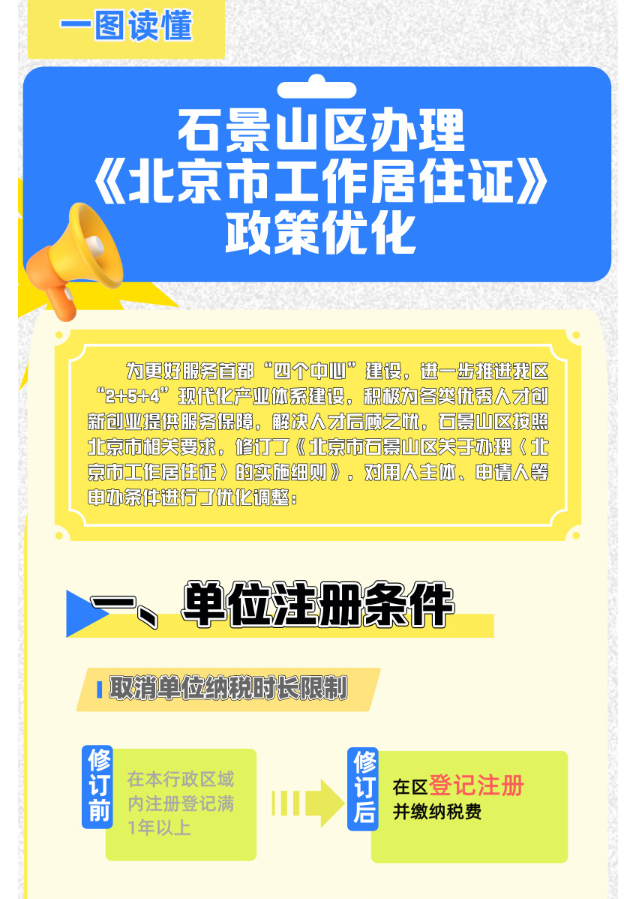 一图读懂
石景山区办理
《北京市工作居住证》
政策优化
为更好服务首都“四个中心”建设，进一步推进我区
“2+5+4”现代化产业体系建设，积极为各类优秀人才创
新创业提供服务保障，解决人才后顾之忧，石景山区按照
北京市相关要求，修订了《北京市石景山区关于办理〈北
京市工作居住证〉的实施细则》，对用人主体、申请人等
申办条件进行了优化调整：
一、单位注册条件
取消单位纳税时长限制
修订前
在本行政区域
内注册登记满
1年以上
修订后
在区登记注册
并缴纳税费